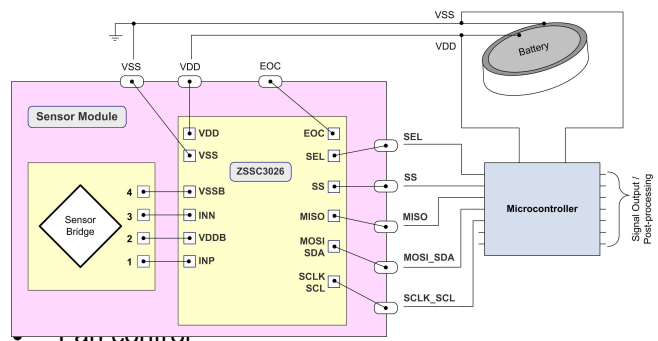 VSS
VDD
Battery
VSS
VDD
EOC
Sensor Module
VDD
VSS
EOC
SEL
SEL
ZSSC3026
4
VSSB
SS
SS
3
INN
MISO
MISO
Sensor
Bridge
2
VDDB
MOSI
SDA
MOSI_SDA
1
INP
SCLK
SCL
SCLK_SCL
Microcontroller
Signal Output /
Post-processing
Fan control